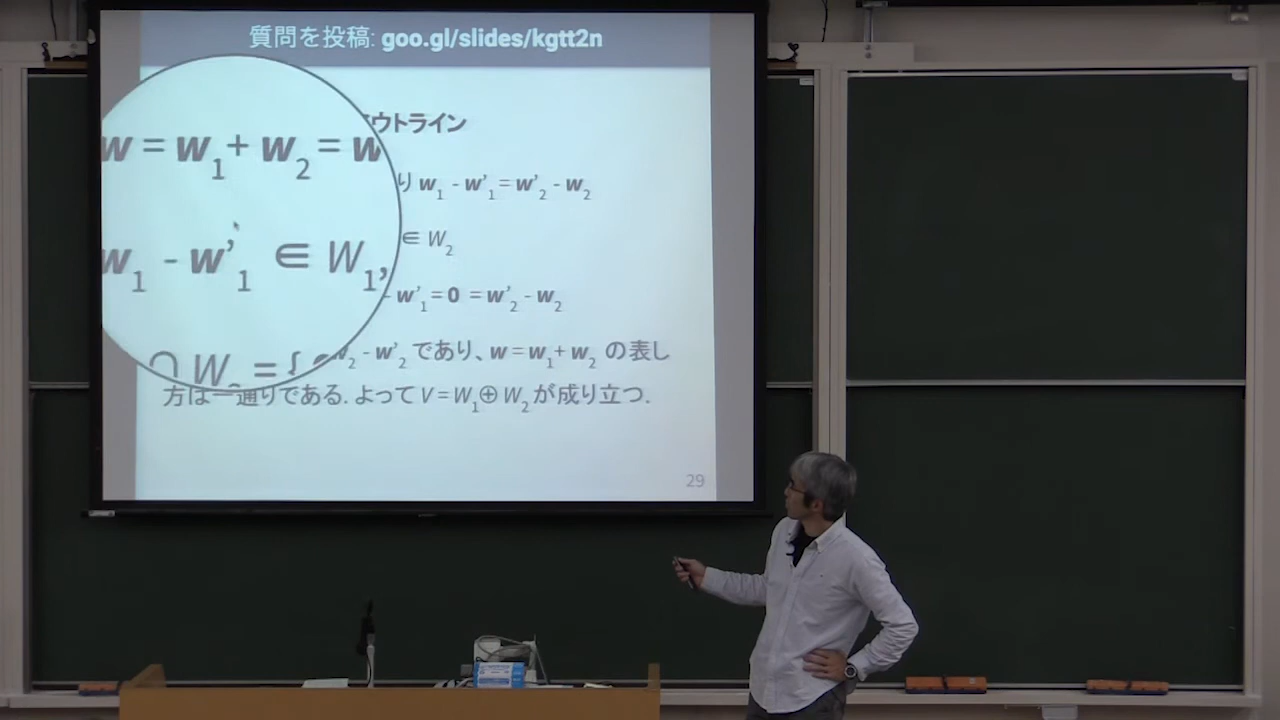 質問を投稿: goo.gl/slides/kgtt2n
ウトライン
w = w₁ + w₂ = w
り w₁ - w'₁ = w'₂ - w₂
w₁ - w'₁ ∈ W₁,
∈ W₂
- w'₁ = 0 = w'₂ - w₂
∩ W₂ = {
w₂ - w'₂ であり、w = w₁ + w₂ の表し
方は一通りである. よって V = W₁ ⊕ W₂ が成り立つ.
29